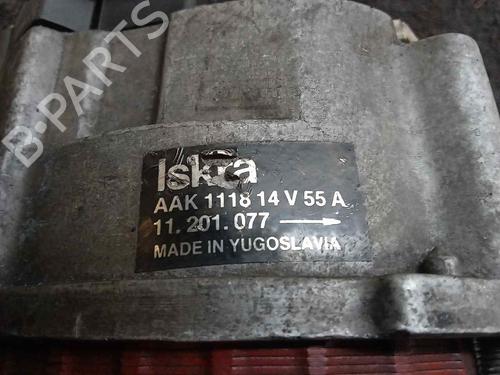 B-PARTS
Iskra
AAK 1118 14 V 55 A
11.201.077
MADE IN YUGOSLAVIA